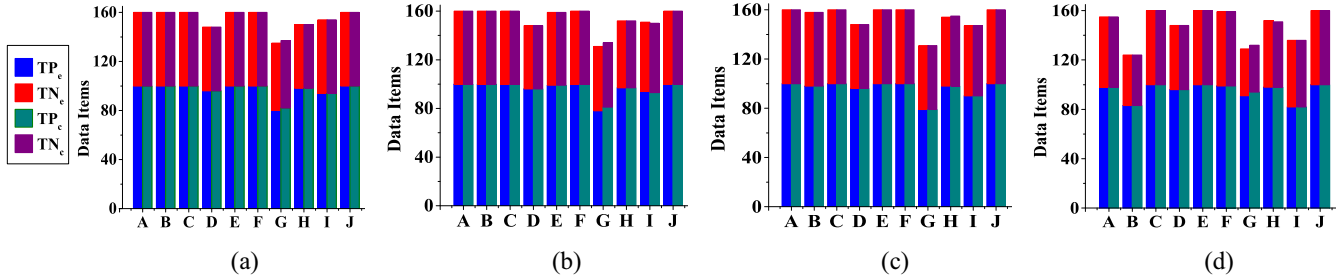 TPe
TNe
TPc
TNc
Data Items
160
120
80
40
0
A B C D E F G H I J
(a)
Data Items
160
120
80
40
0
A B C D E F G H I J
(b)
Data Items
160
120
80
40
0
A B C D E F G H I J
(c)
Data Items
160
120
80
40
0
A B C D E F G H I J
(d)